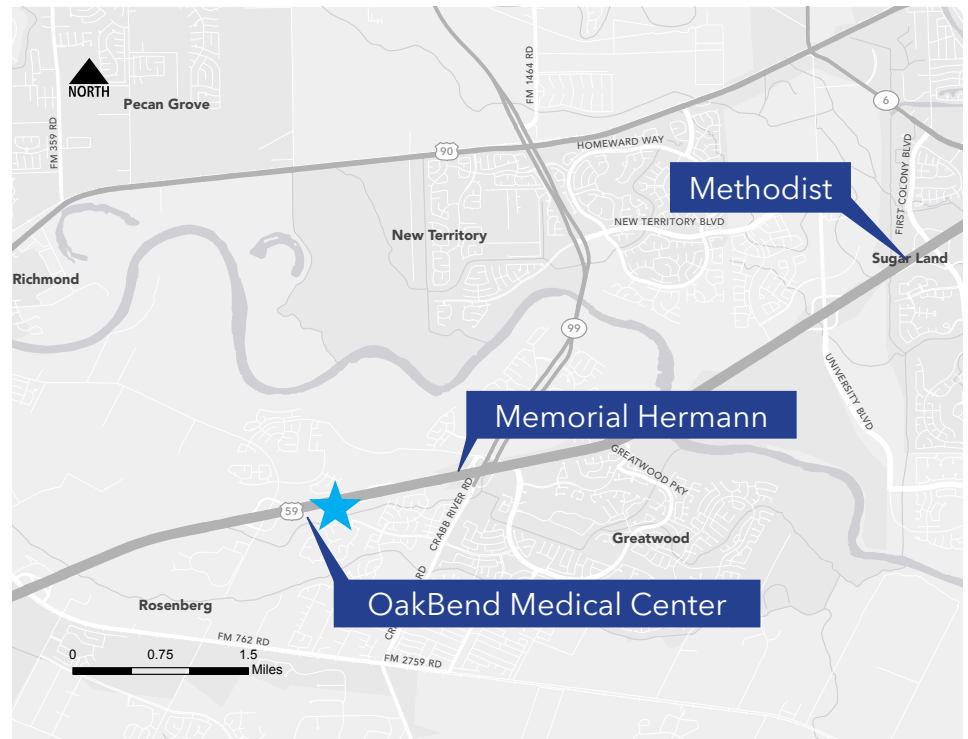 NORTH
Pecan Grove
FM 359 RD
FM 1464 RD
6
90
HOMEWARD WAY
FIRST COLONY BLVD
Methodist
NEW TERRITORY BLVD
New Territory
Sugar Land
Richmond
99
UNIVERSITY BLVD
Memorial Hermann
GREATWOOD PKY
CRABB RIVER RD
59
Greatwood
OakBend Medical Center
Rosenberg
RD
FM 762 RD
FM 2759 RD
0 0.75 1.5
Miles